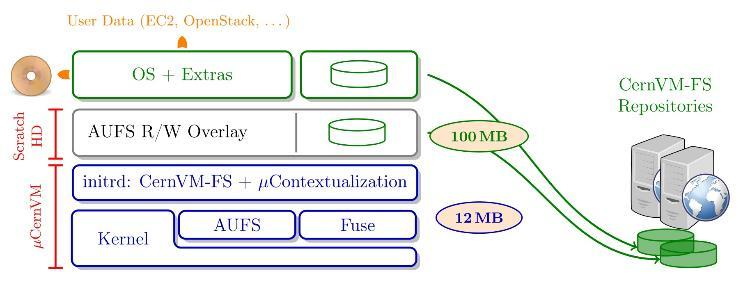 User Data (EC2, OpenStack, ...)
OS + Extras
CernVM-FS
Repositories
Scratch
HD
AUFS R/W Overlay
100 MB
initrd: CernVM-FS + μContextualization
μCernVM
Kernel
AUFS
Fuse
12 MB